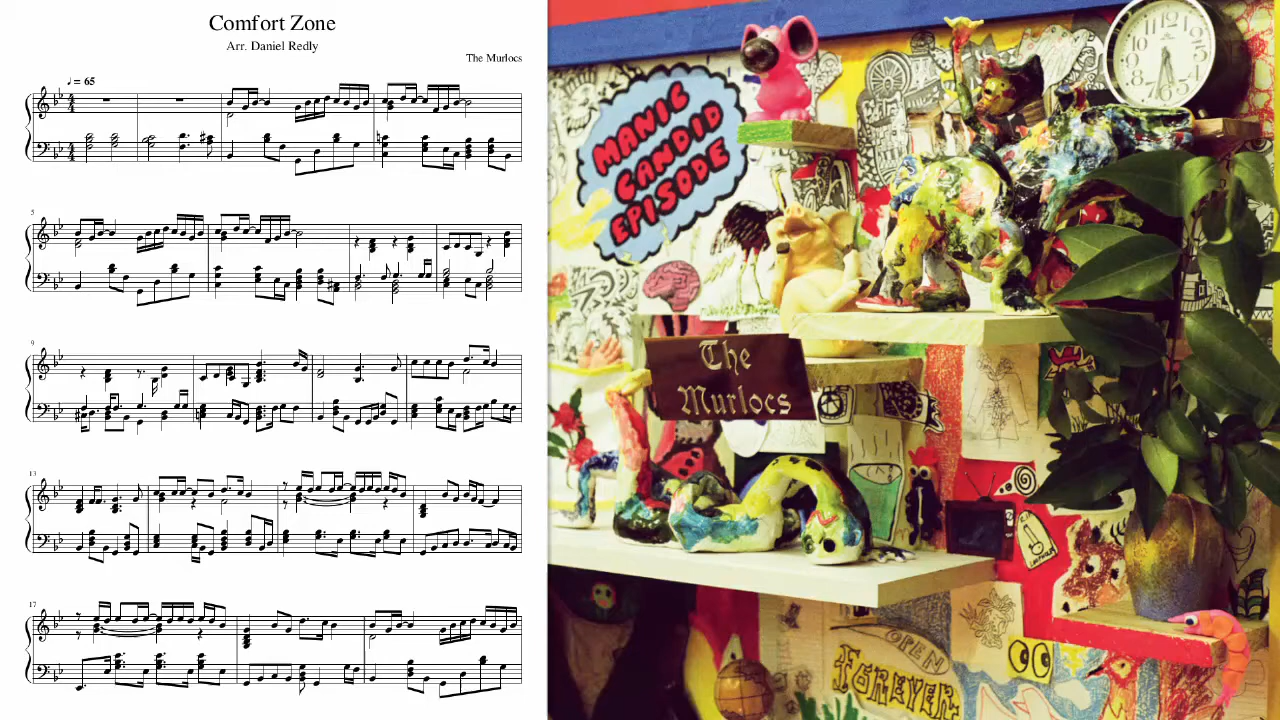 Comfort Zone
Arr. Daniel Redly
The Murlocs
♩ = 65
5
9
13
17
MANIC
CANDID
EPISODE
The
Murlocs
OPEN
FOREVER